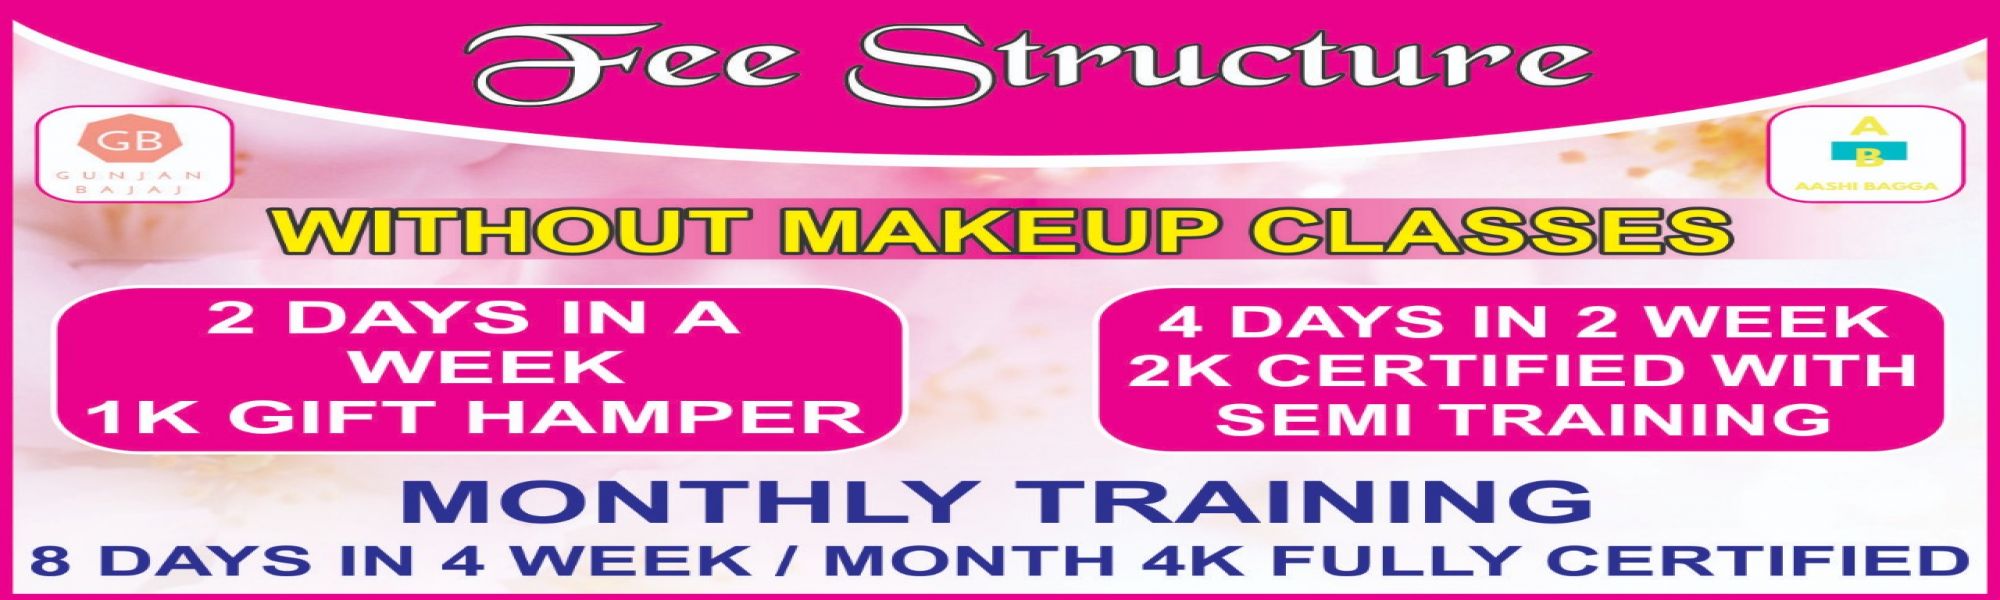 Fee Structure
GB
GUNJAN
BAJAJ
A
B
AASHI BAGGA
WITHOUT MAKEUP CLASSES
2 DAYS IN A
WEEK
1K GIFT HAMPER
4 DAYS IN 2 WEEK
2K CERTIFIED WITH
SEMI TRAINING
MONTHLY TRAINING
8 DAYS IN 4 WEEK / MONTH 4K FULLY CERTIFIED